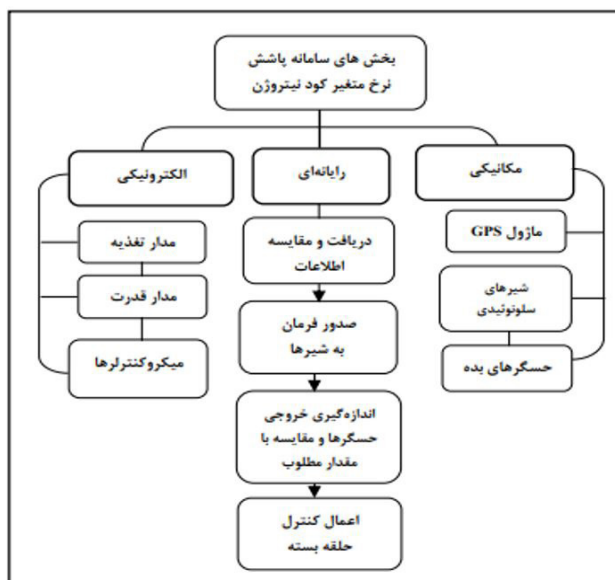 بخش های سامانه پاشش
نرخ متغیر کود نیتروژن
مکانیکی
رایانه‌ای
الکترونیکی
ماژول GPS
شیرهای
سلونوئیدی
حسگرهای بده
دریافت و مقایسه
اطلاعات
صدور فرمان
به شیرها
اندازه‌گیری خروجی
حسگرها و مقایسه با
مقدار مطلوب
اعمال کنترل
حلقه بسته
مدار تغذیه
مدار قدرت
میکروکنترلرها